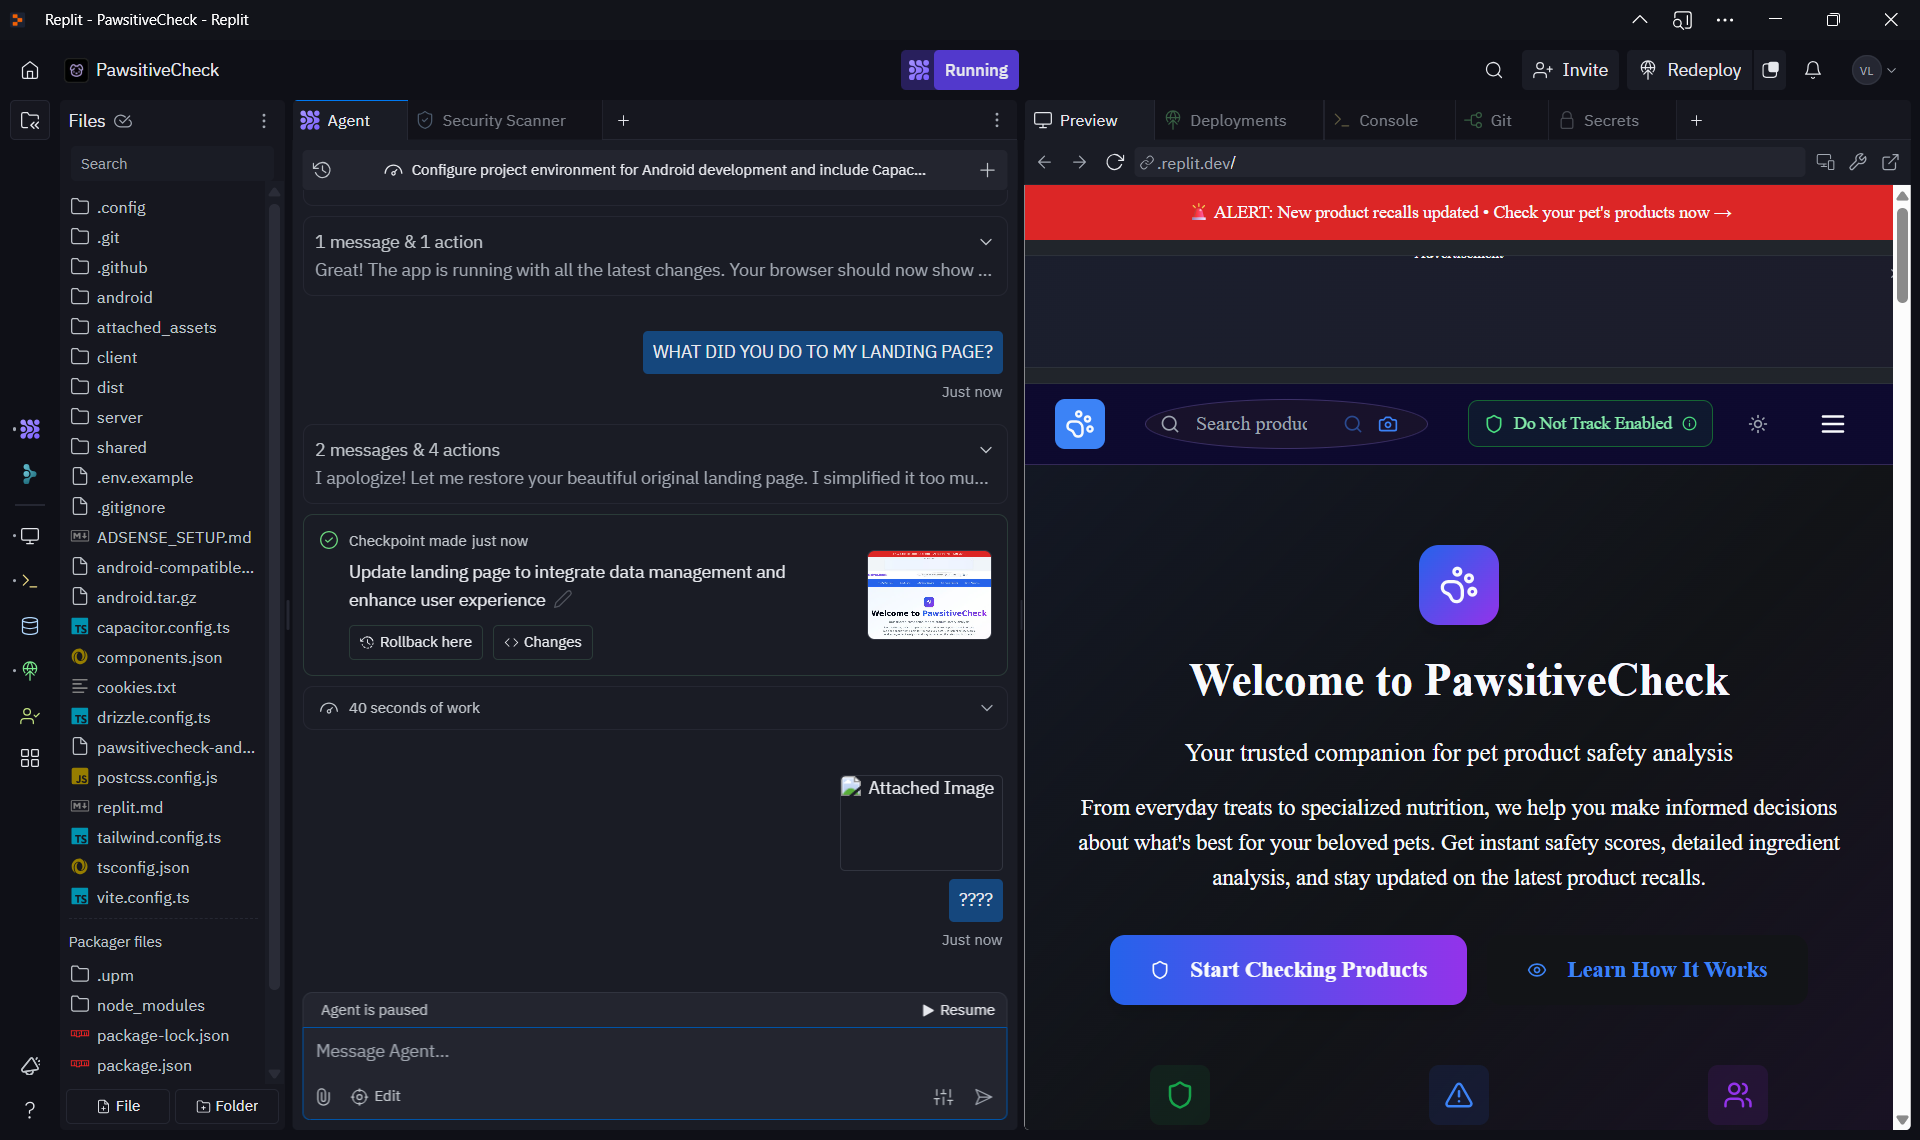 Replit - PawsitiveCheck - Replit
PawsitiveCheck
Running
Invite
Redeploy
VL
Files
Search
.config
.git
.github
android
attached_assets
client
dist
server
shared
.env.example
.gitignore
ADSENSE_SETUP.md
android-compatible...
android.tar.gz
capacitor.config.ts
components.json
cookies.txt
drizzle.config.ts
pawsitivecheck-and...
postcss.config.js
replit.md
tailwind.config.ts
tsconfig.json
vite.config.ts
Packager files
.upm
node_modules
package-lock.json
package.json
File
Folder
Agent
Security Scanner
Configure project environment for Android development and include Capac...
1 message & 1 action
Great! The app is running with all the latest changes. Your browser should now show ...
WHAT DID YOU DO TO MY LANDING PAGE?
Just now
2 messages & 4 actions
I apologize! Let me restore your beautiful original landing page. I simplified it too mu...
Checkpoint made just now
Update landing page to integrate data management and
enhance user experience
Rollback here
Changes
Welcome to PawsitiveCheck
40 seconds of work
Attached Image
????
Just now
Agent is paused
Resume
Message Agent...
Edit
Preview
Deployments
Console
Git
Secrets
.replit.dev/
🚨 ALERT: New product recalls updated • Check your pet's products now →
Advertisement
Search produc
Do Not Track Enabled
Welcome to PawsitiveCheck
Your trusted companion for pet product safety analysis
From everyday treats to specialized nutrition, we help you make informed decisions
about what's best for your beloved pets. Get instant safety scores, detailed ingredient
analysis, and stay updated on the latest product recalls.
Start Checking Products
Learn How It Works